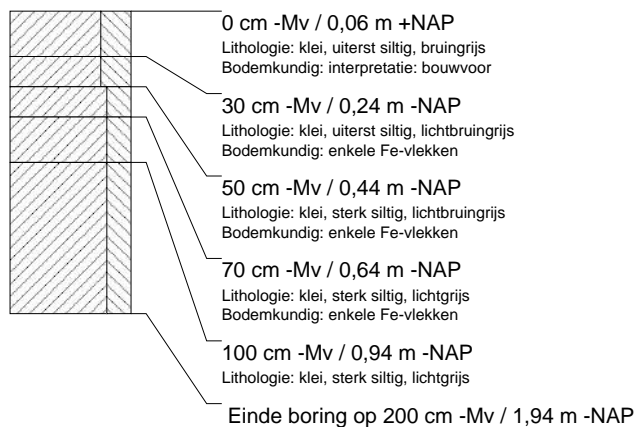 0 cm -Mv / 0,06 m +NAP
Lithologie: klei, uiterst siltig, bruingrijs
Bodemkundig: interpretatie: bouwvoor
30 cm -Mv / 0,24 m -NAP
Lithologie: klei, uiterst siltig, lichtbruingrijs
Bodemkundig: enkele Fe-vlekken
50 cm -Mv / 0,44 m -NAP
Lithologie: klei, sterk siltig, lichtbruingrijs
Bodemkundig: enkele Fe-vlekken
70 cm -Mv / 0,64 m -NAP
Lithologie: klei, sterk siltig, lichtgrijs
Bodemkundig: enkele Fe-vlekken
100 cm -Mv / 0,94 m -NAP
Lithologie: klei, sterk siltig, lichtgrijs
Einde boring op 200 cm -Mv / 1,94 m -NAP